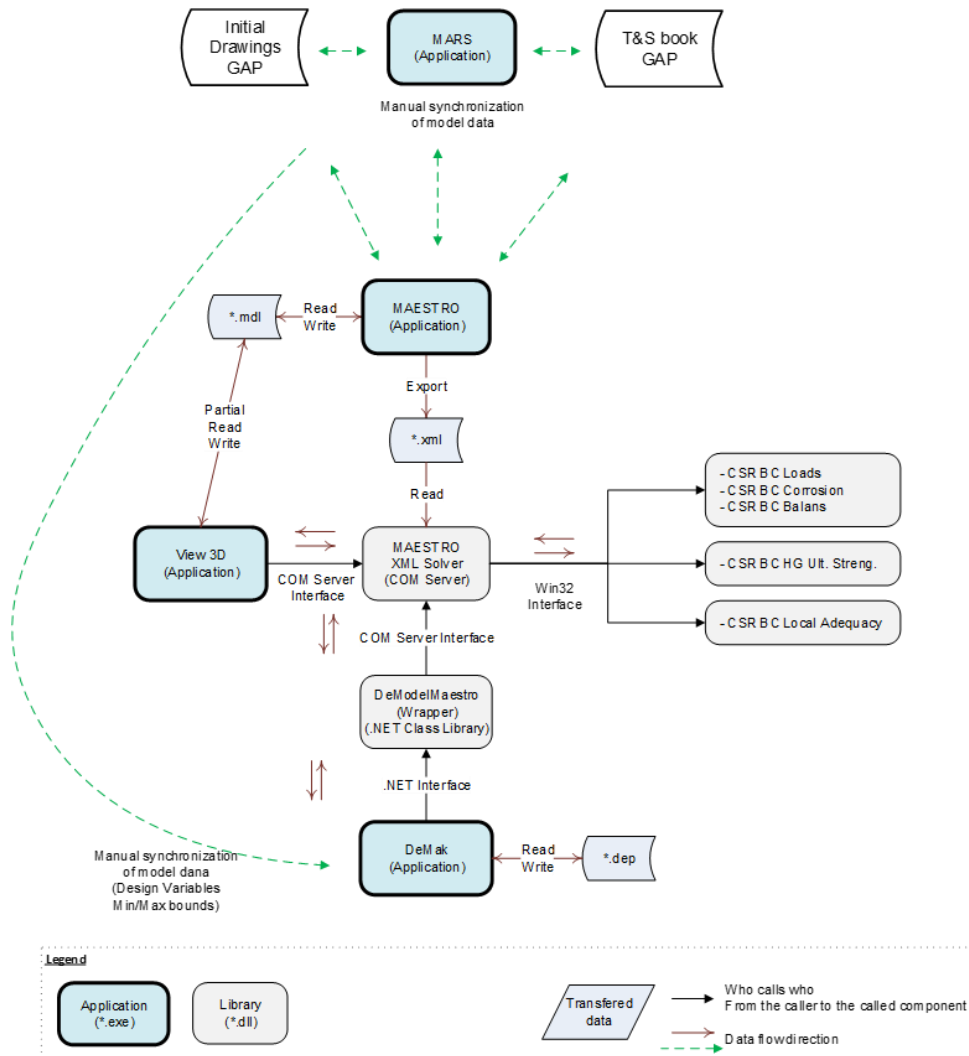 Initial
Drawings
GAP
MARS
(Application)
T&S book
GAP
Manual synchronization
of model data
*.mdl
Read
Write
MAESTRO
(Application)
Export
Partial
Read
Write
*.xml
Read
- CSR BC Loads
- CSR BC Corrosion
- CSR BC Balans
View 3D
(Application)
COM Server
Interface
MAESTRO
XML Solver
(COM Server)
Win32
Interface
- CSR BC HG Ult. Streng.
- CSR BC Local Adequacy
COM Server Interface
DeModelMaestro
(Wrapper)
(.NET Class Library)
.NET Interface
DeMak
(Application)
Read
Write
*.dep
Manual synchronization
of model dana
(Design Variables
Min/Max bounds)
Legend
Application
(*.exe)
Library
(*.dll)
Transfered
data
Who calls who
From the caller to the called component
Data flowdirection